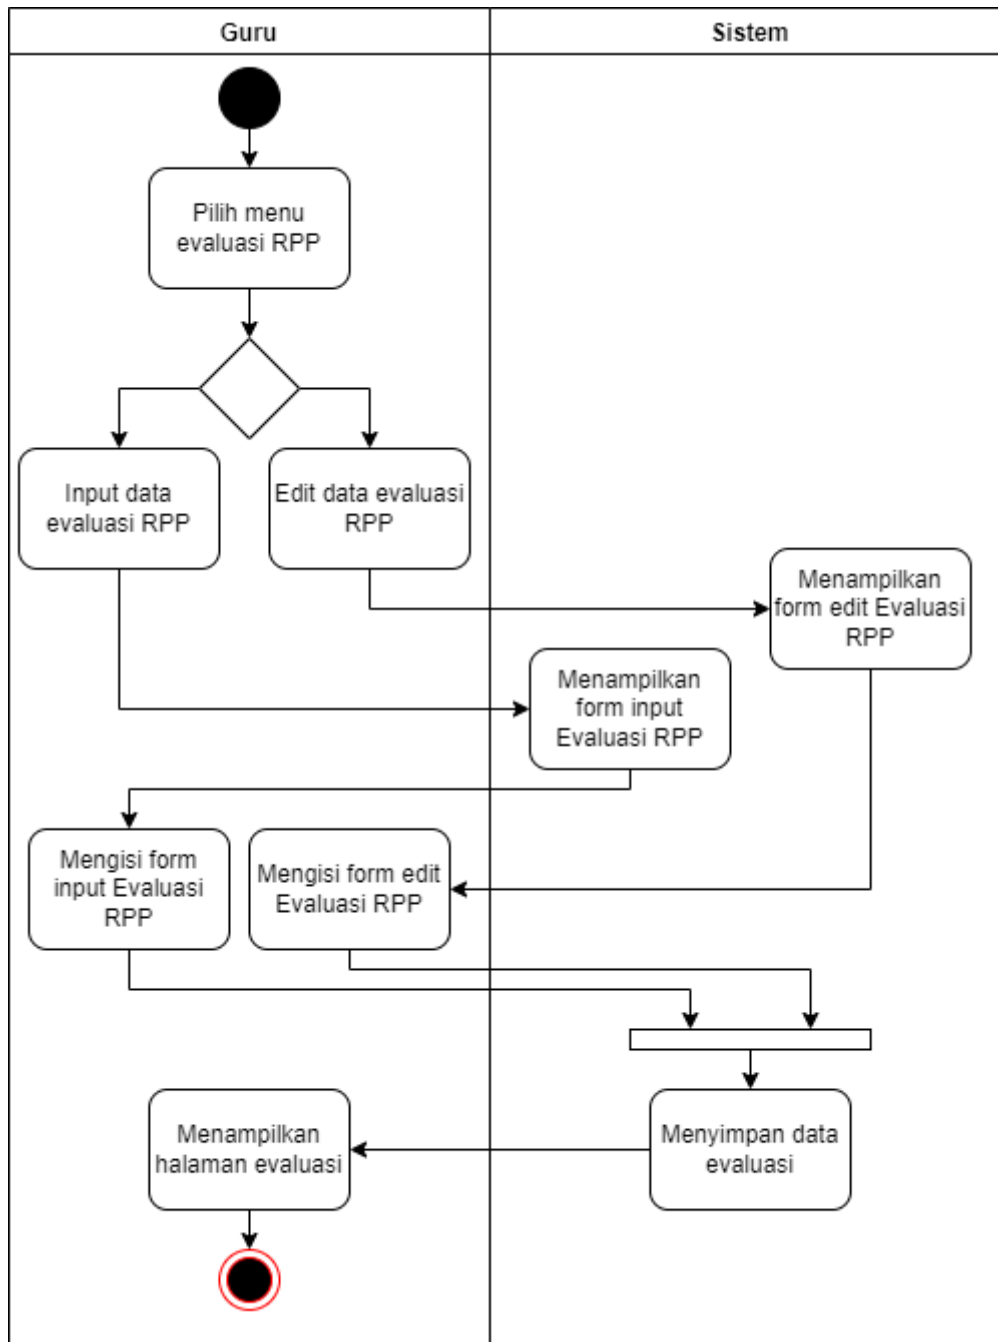 Guru
Sistem
Pilih menu
evaluasi RPP
Input data
evaluasi RPP
Edit data evaluasi
RPP
Menampilkan
form edit Evaluasi
RPP
Menampilkan
form input
Evaluasi RPP
Mengisi form
input Evaluasi
RPP
Mengisi form edit
Evaluasi RPP
Menampilkan
halaman evaluasi
Menyimpan data
evaluasi